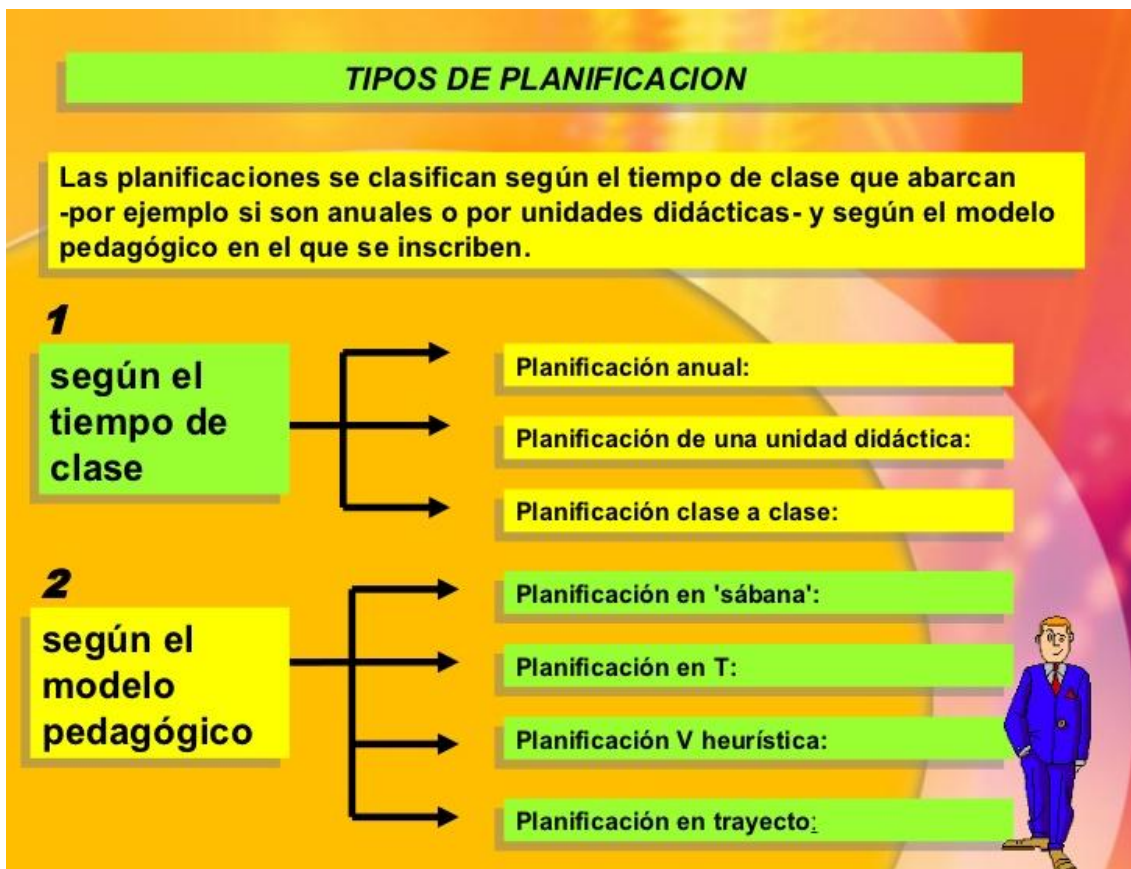 TIPOS DE PLANIFICACION
Las planificaciones se clasifican según el tiempo de clase que abarcan
-por ejemplo si son anuales o por unidades didácticas- y según el modelo
pedagógico en el que se inscriben.
1
según el
tiempo de
clase
Planificación anual:
Planificación de una unidad didáctica:
Planificación clase a clase:
2
según el
modelo
pedagógico
Planificación en 'sábana':
Planificación en T:
Planificación V heurística:
Planificación en trayecto: